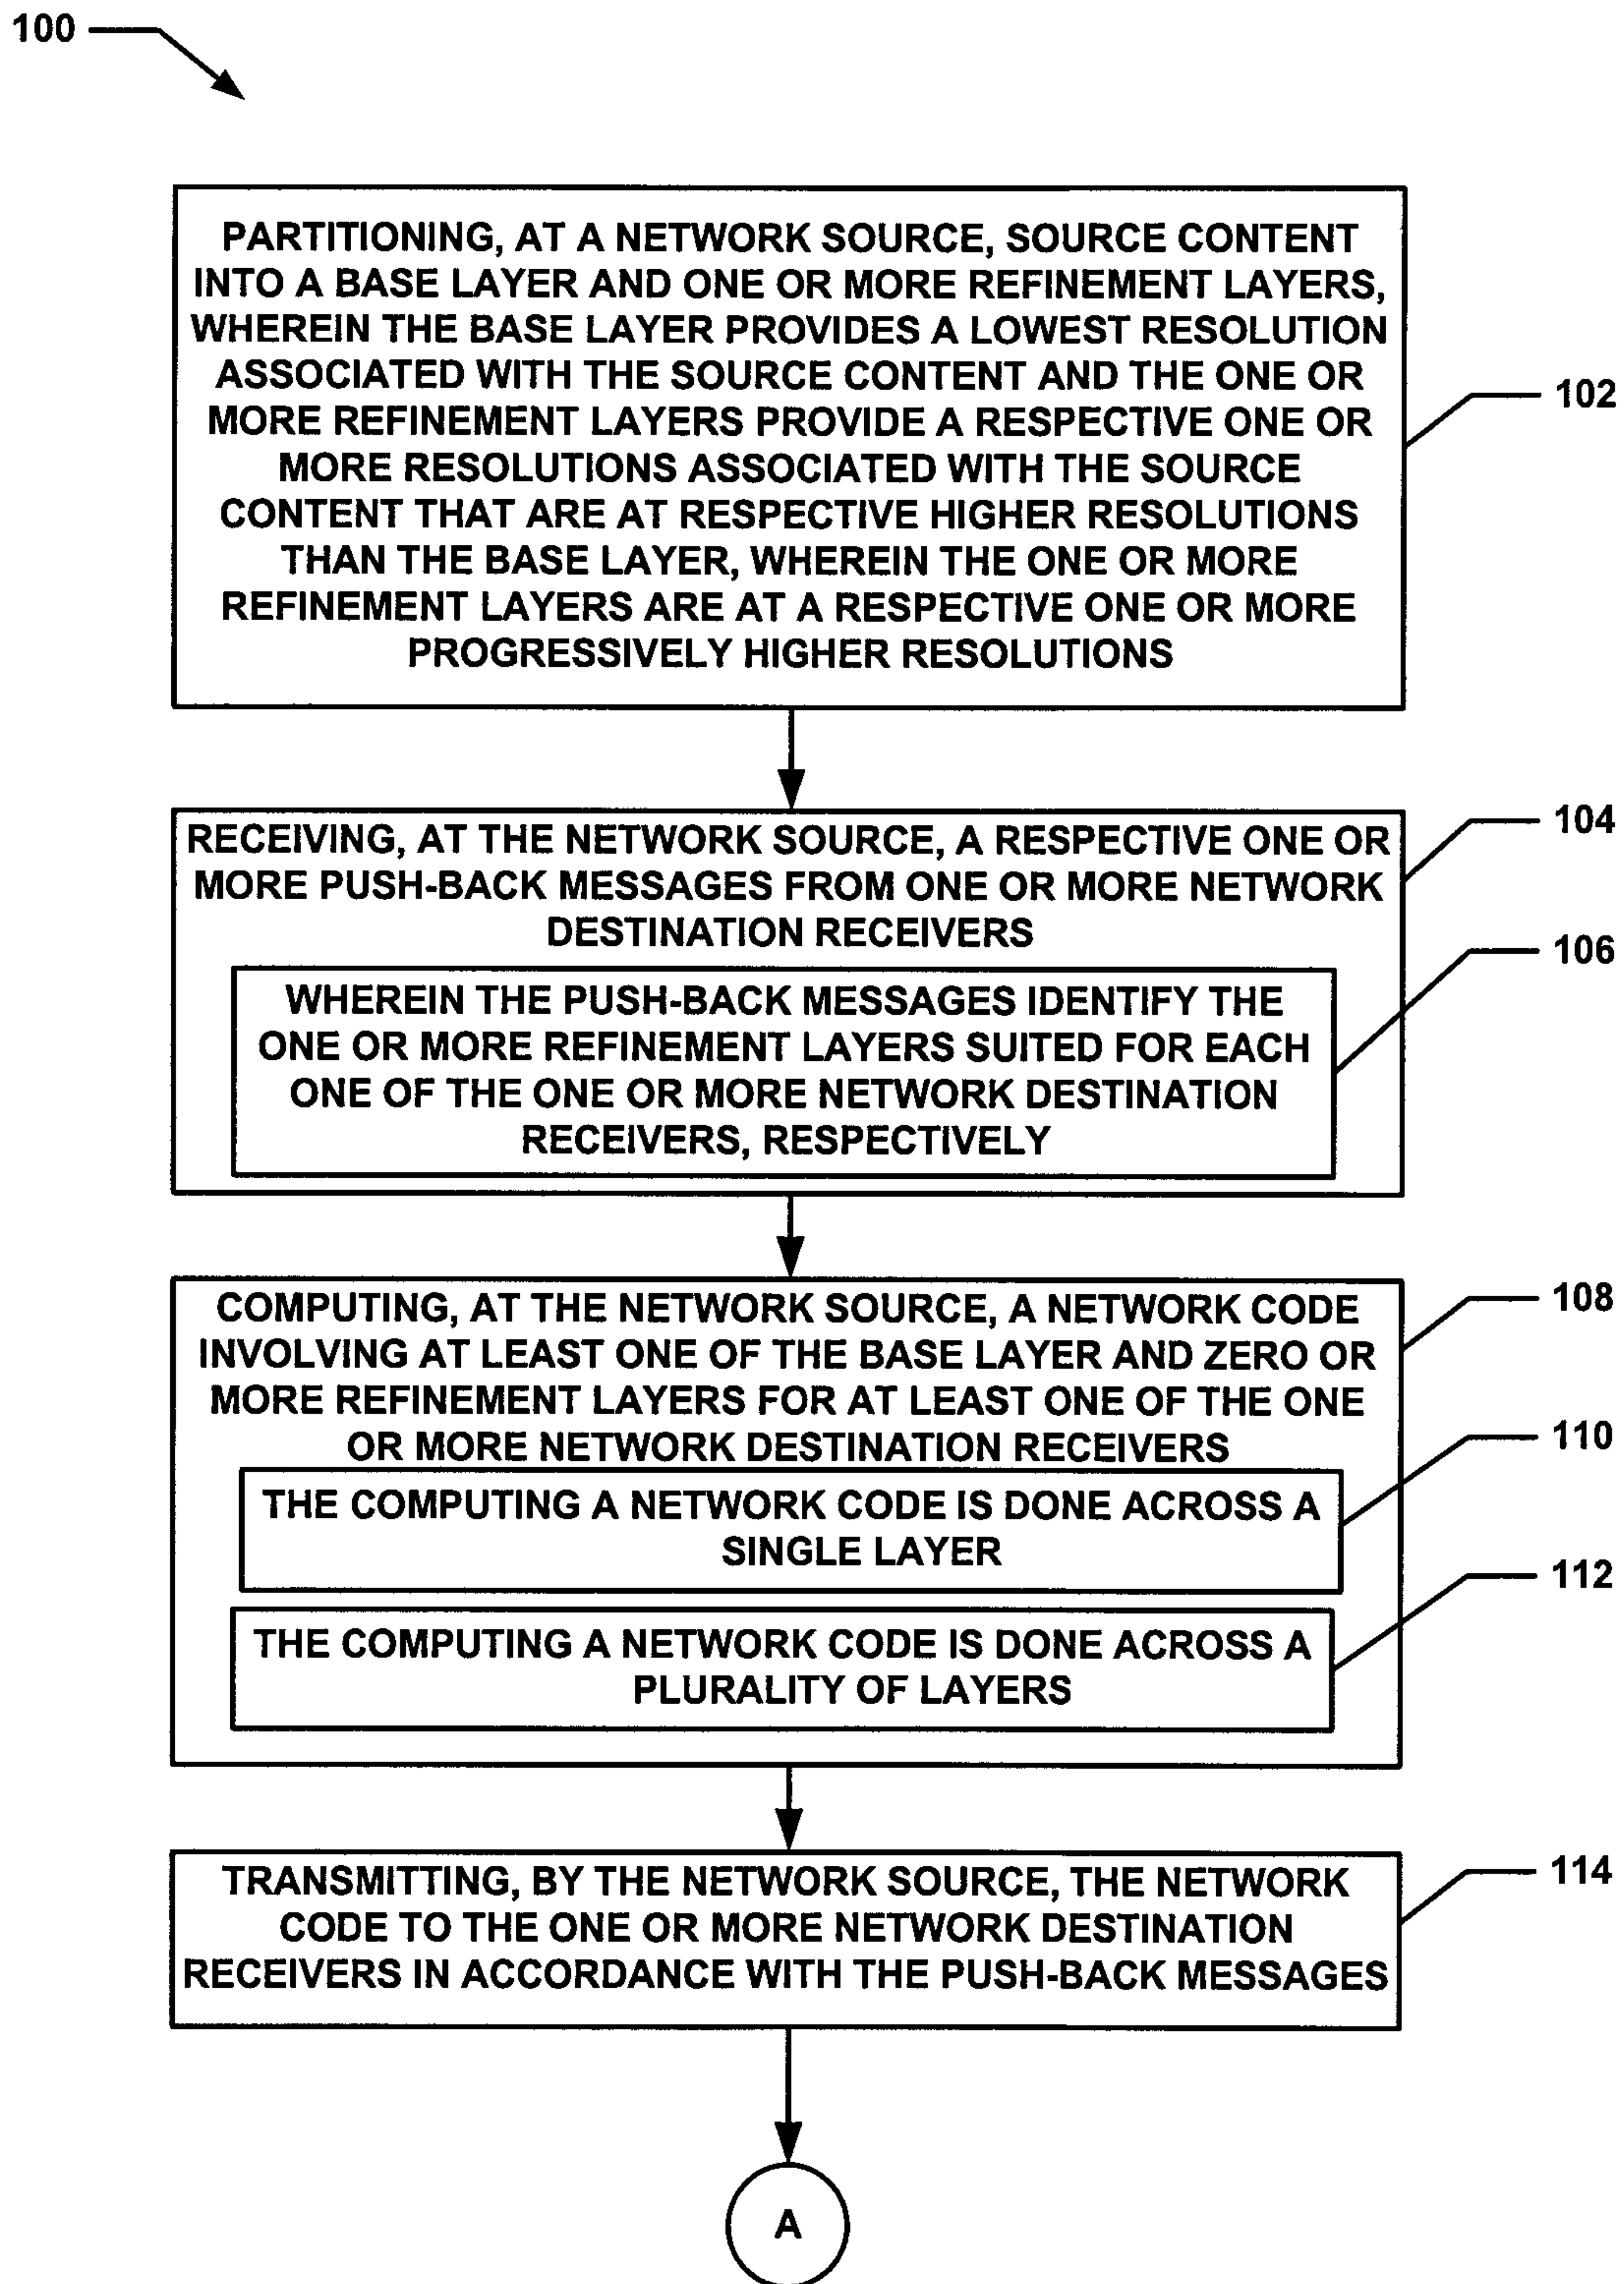 100
PARTITIONING, AT A NETWORK SOURCE, SOURCE CONTENT
INTO A BASE LAYER AND ONE OR MORE REFINEMENT LAYERS,
WHEREIN THE BASE LAYER PROVIDES A LOWEST RESOLUTION
ASSOCIATED WITH THE SOURCE CONTENT AND THE ONE OR
MORE REFINEMENT LAYERS PROVIDE A RESPECTIVE ONE OR
MORE RESOLUTIONS ASSOCIATED WITH THE SOURCE
CONTENT THAT ARE AT RESPECTIVE HIGHER RESOLUTIONS
THAN THE BASE LAYER, WHEREIN THE ONE OR MORE
REFINEMENT LAYERS ARE AT A RESPECTIVE ONE OR MORE
PROGRESSIVELY HIGHER RESOLUTIONS
102
RECEIVING, AT THE NETWORK SOURCE, A RESPECTIVE ONE OR
MORE PUSH-BACK MESSAGES FROM ONE OR MORE NETWORK
DESTINATION RECEIVERS
104
WHEREIN THE PUSH-BACK MESSAGES IDENTIFY THE
ONE OR MORE REFINEMENT LAYERS SUITED FOR EACH
ONE OF THE ONE OR MORE NETWORK DESTINATION
RECEIVERS, RESPECTIVELY
106
COMPUTING, AT THE NETWORK SOURCE, A NETWORK CODE
INVOLVING AT LEAST ONE OF THE BASE LAYER AND ZERO OR
MORE REFINEMENT LAYERS FOR AT LEAST ONE OF THE ONE
OR MORE NETWORK DESTINATION RECEIVERS
108
THE COMPUTING A NETWORK CODE IS DONE ACROSS A
SINGLE LAYER
110
THE COMPUTING A NETWORK CODE IS DONE ACROSS A
PLURALITY OF LAYERS
112
TRANSMITTING, BY THE NETWORK SOURCE, THE NETWORK
CODE TO THE ONE OR MORE NETWORK DESTINATION
RECEIVERS IN ACCORDANCE WITH THE PUSH-BACK MESSAGES
114
A